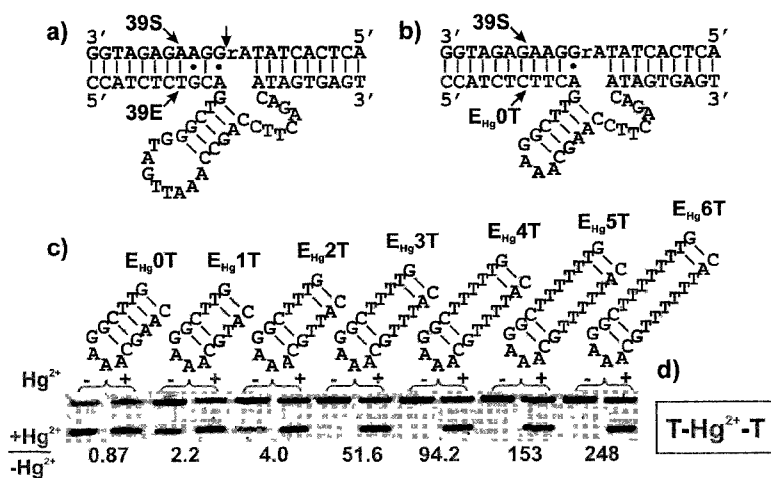 a)
39S
3′ 5′
GGTAGAGAAGGrATATCACTCA
CCATCTCTGCA ATAGTGAGT
5′ 3′
39E
GTCGGGTAGTTAAACCGACCTTCAGAC
b)
39S
3′ 5′
GGTAGAGAAGGrATATCACTCA
CCATCTCTTCA ATAGTGAGT
5′ 3′
EHg0T
GTTCGGAAACGAACCTTCAGAC
c)
EHg0T EHg1T EHg2T EHg3T EHg4T EHg5T EHg6T
Hg2+ - + - + - + - + - + - + - +
+Hg2+
-Hg2+
0.87 2.2 4.0 51.6 94.2 153 248
d)
T-Hg2+-T